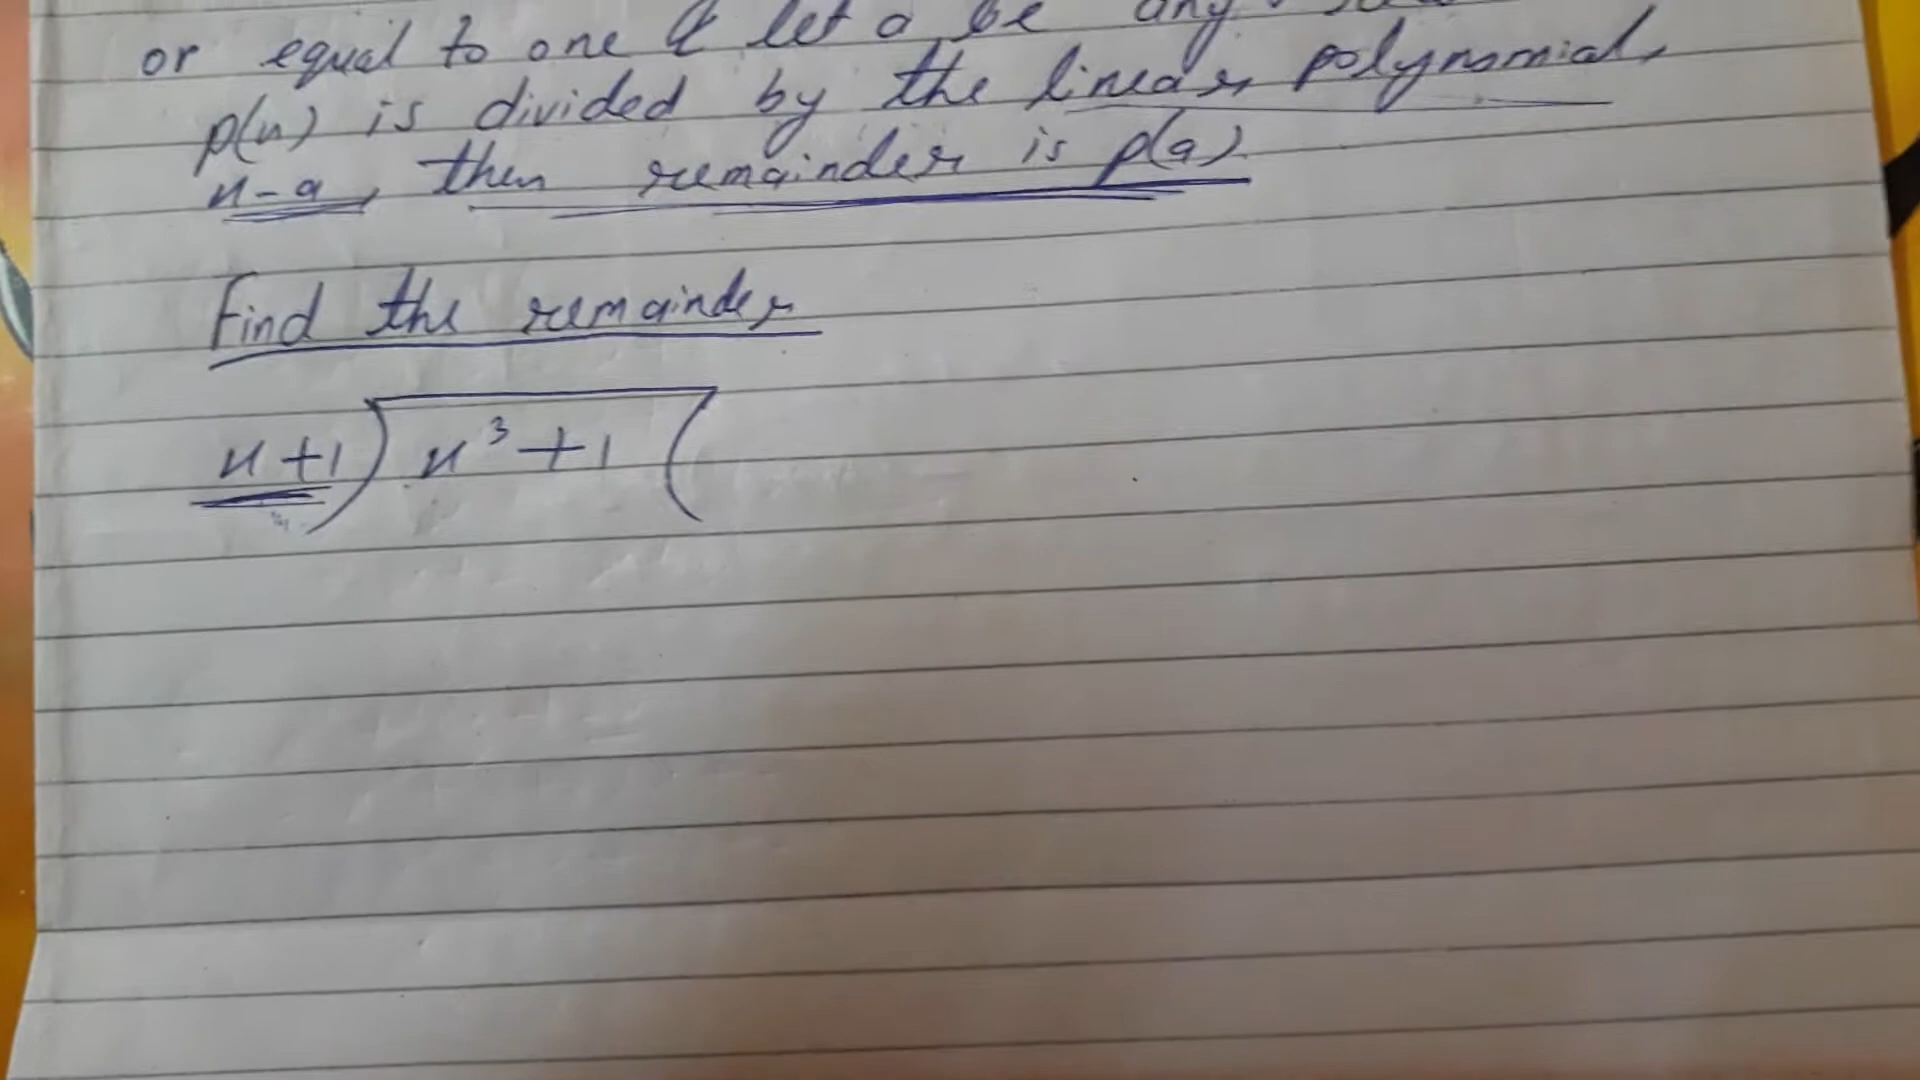 or equal to one & let a be any
p(x) is divided by the linear polynomial,
x-a, then remainder is p(a)
Find the remainder
x+1) x³+1 (